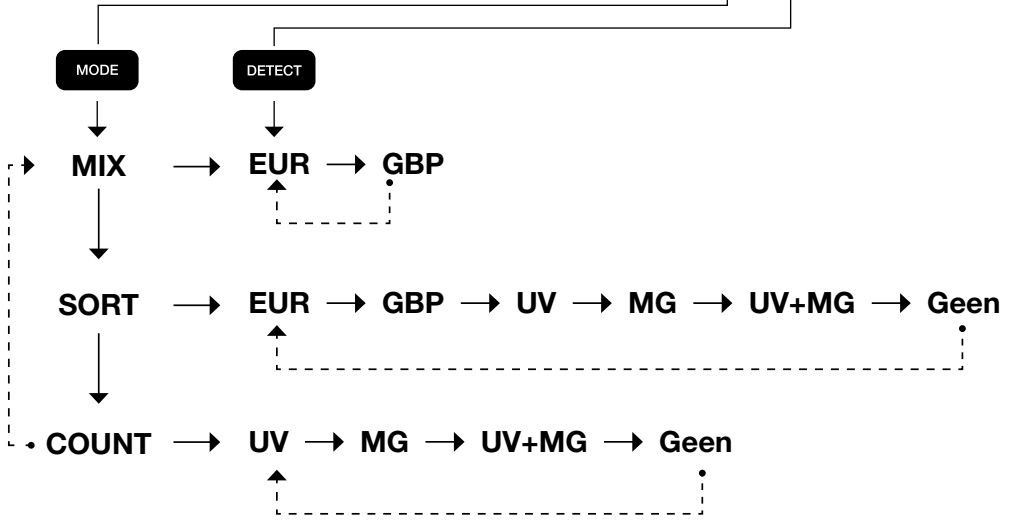 MODE DETECT
MIX EUR GBP
SORT EUR GBP UV MG UV+MG Geen
COUNT UV MG UV+MG Geen